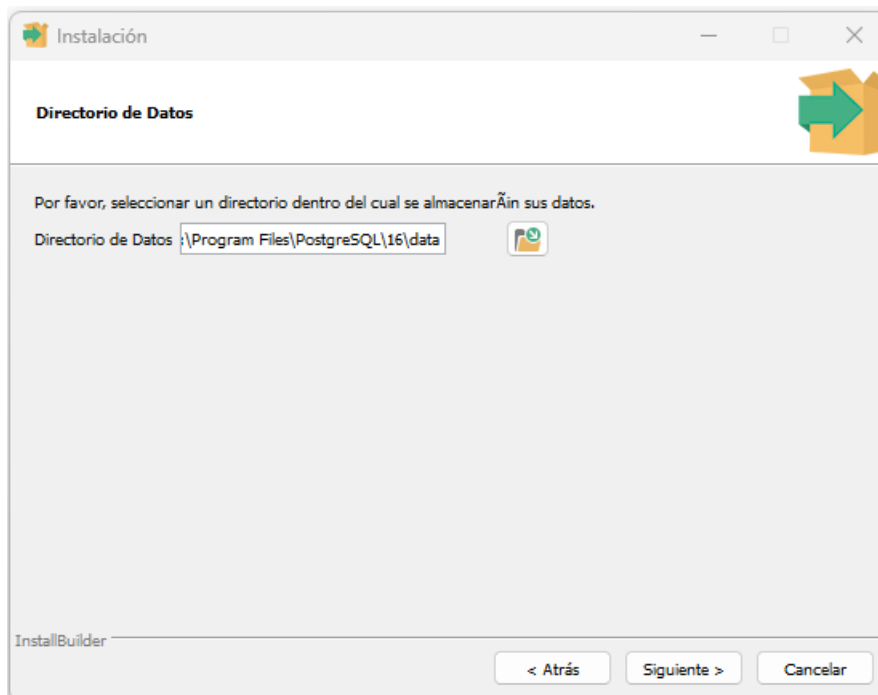 Instalación
Directorio de Datos
Por favor, seleccionar un directorio dentro del cual se almacenarÃin sus datos.
Directorio de Datos :\Program Files\PostgreSQL\16\data
InstallBuilder
< Atrás Siguiente > Cancelar